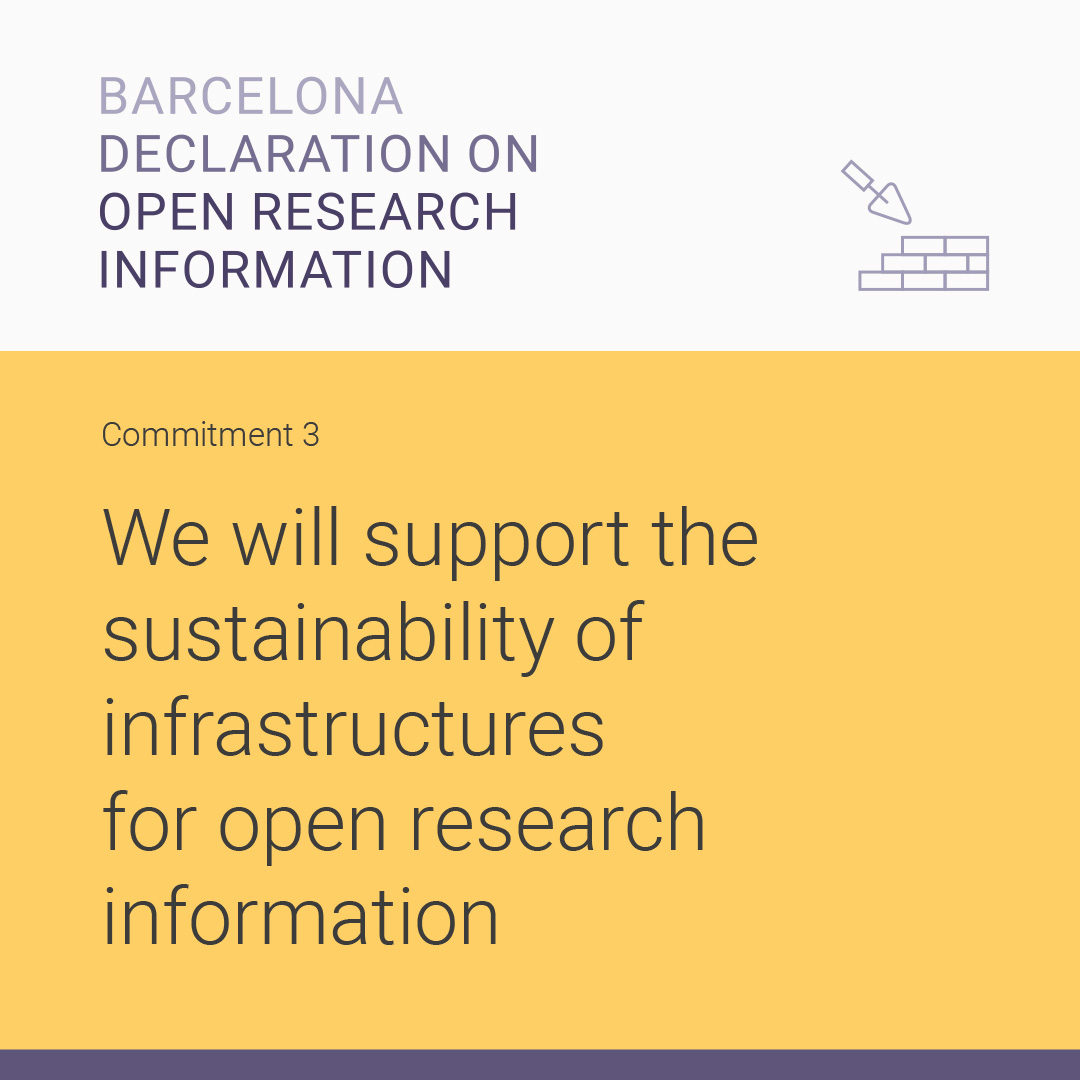 BARCELONA
DECLARATION ON
OPEN RESEARCH
INFORMATION
Commitment 3
We will support the
sustainability of
infrastructures
for open research
information